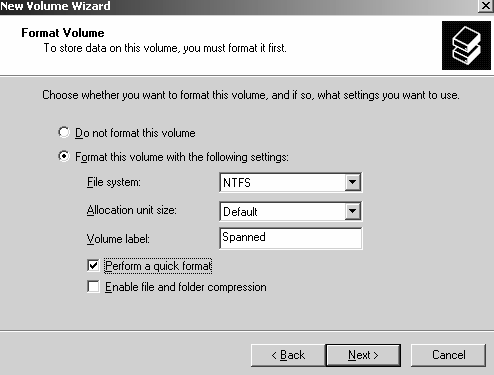 New Volume Wizard
Format Volume
To store data on this volume, you must format it first.
Choose whether you want to format this volume, and if so, what settings you want to use.
Do not format this volume
Format this volume with the following settings:
File system: NTFS
Allocation unit size: Default
Volume label: Spanned
Perform a quick format
Enable file and folder compression
< Back Next > Cancel